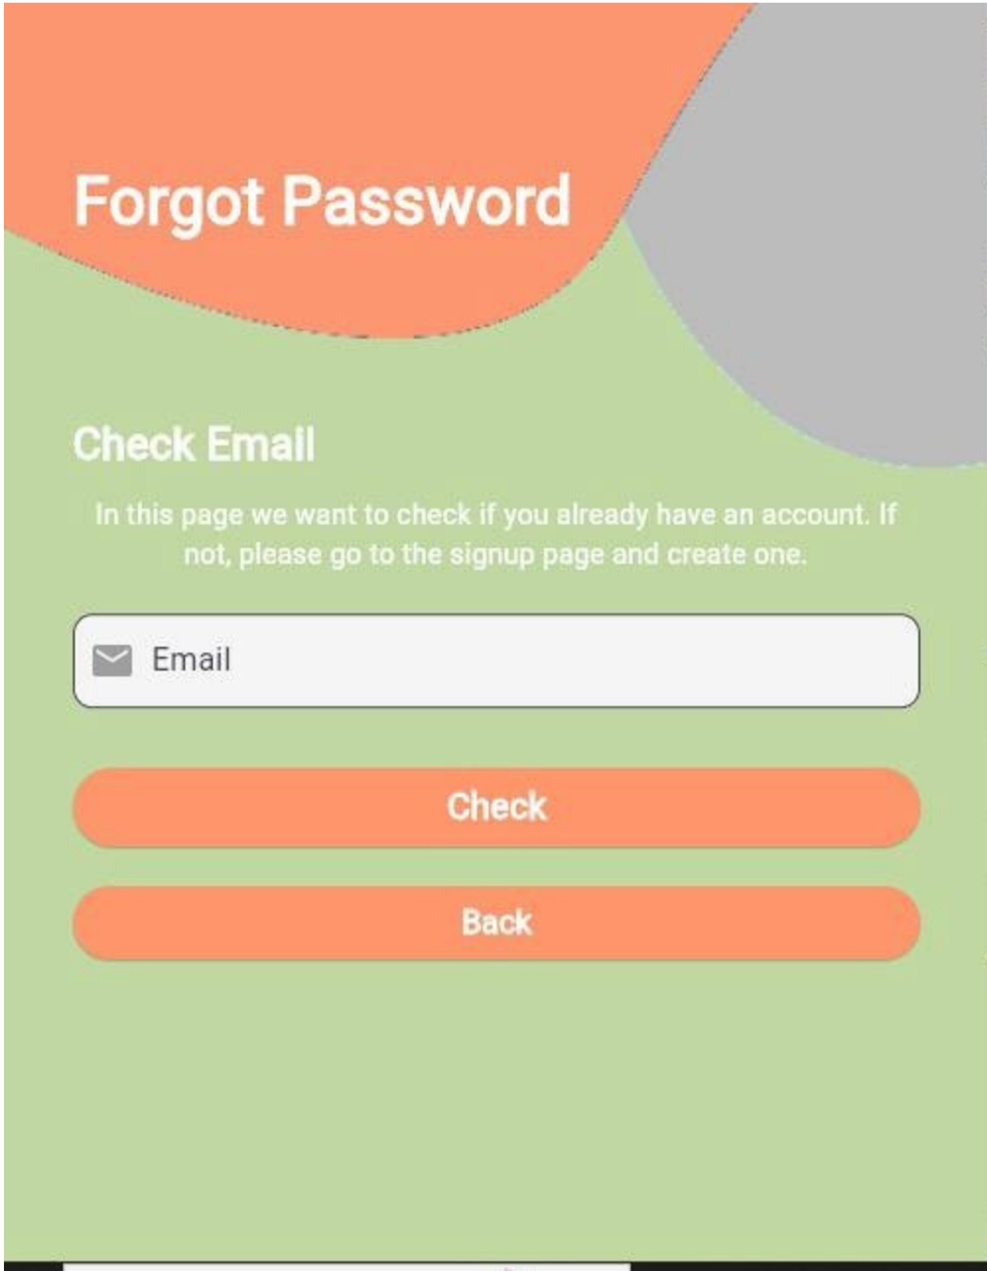 Forgot Password
Check Email
In this page we want to check if you already have an account. If
not, please go to the signup page and create one.
Email
Check
Back